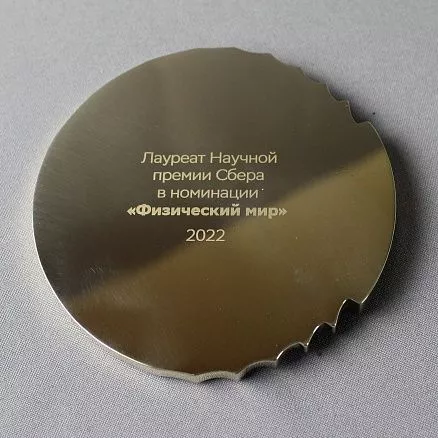 Лауреат Научной
премии Сбера
в номинации
«Физический мир»
2022